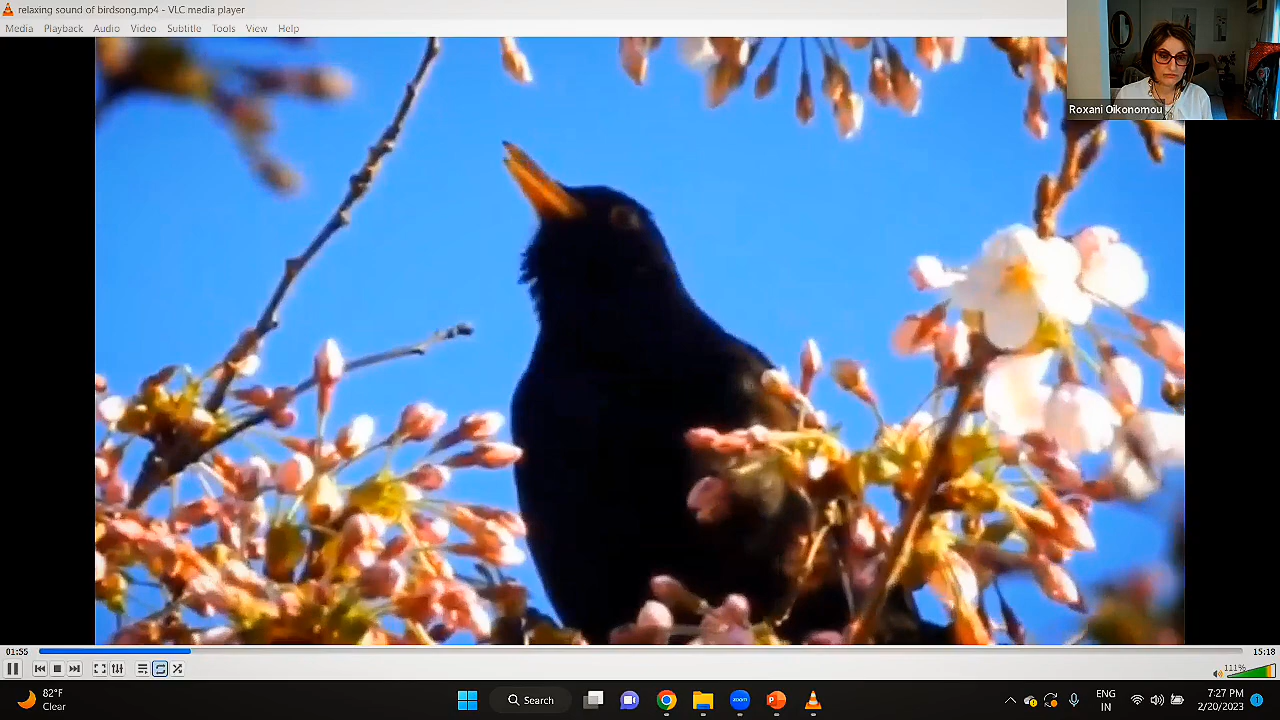 relaxing sound of birdsong.mp4 - VLC media player
Media Playback Audio Video Subtitle Tools View Help
Roxani Oikonomou
01:55
15:18
111%
82°F
Clear
Search
zoom
ENG
IN
7:27 PM
2/20/2023